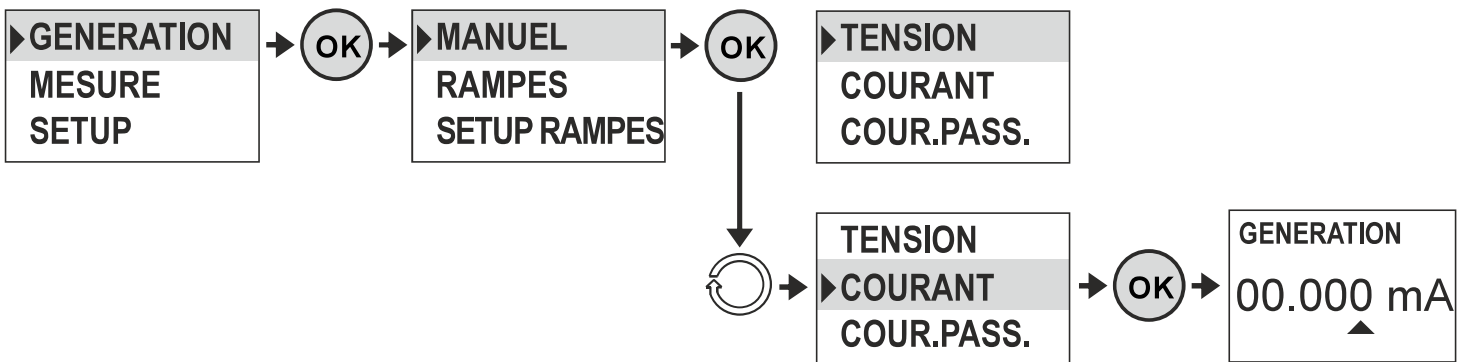 GENERATION
MESURE
SETUP
OK
MANUEL
RAMPES
SETUP RAMPES
OK
TENSION
COURANT
COUR.PASS.
TENSION
COURANT
COUR.PASS.
OK
GENERATION
00.000 mA